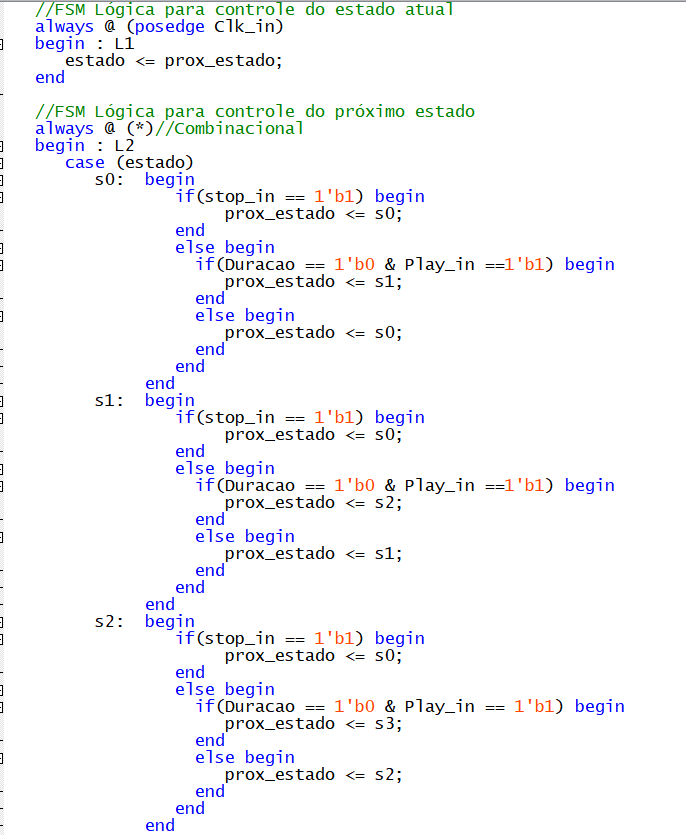 //FSM Lógica para controle do estado atual
always @ (posedge Clk_in)
begin : L1
estado <= prox_estado;
end
//FSM Lógica para controle do próximo estado
always @ (*)//Combinacional
begin : L2
case (estado)
s0: begin
if(stop_in == 1'b1) begin
prox_estado <= s0;
end
else begin
if(Duracao == 1'b0 & Play_in ==1'b1) begin
prox_estado <= s1;
end
else begin
prox_estado <= s0;
end
end
end
s1: begin
if(stop_in == 1'b1) begin
prox_estado <= s0;
end
else begin
if(Duracao == 1'b0 & Play_in ==1'b1) begin
prox_estado <= s2;
end
else begin
prox_estado <= s1;
end
end
end
s2: begin
if(stop_in == 1'b1) begin
prox_estado <= s0;
end
else begin
if(Duracao == 1'b0 & Play_in == 1'b1) begin
prox_estado <= s3;
end
else begin
prox_estado <= s2;
end
end
end